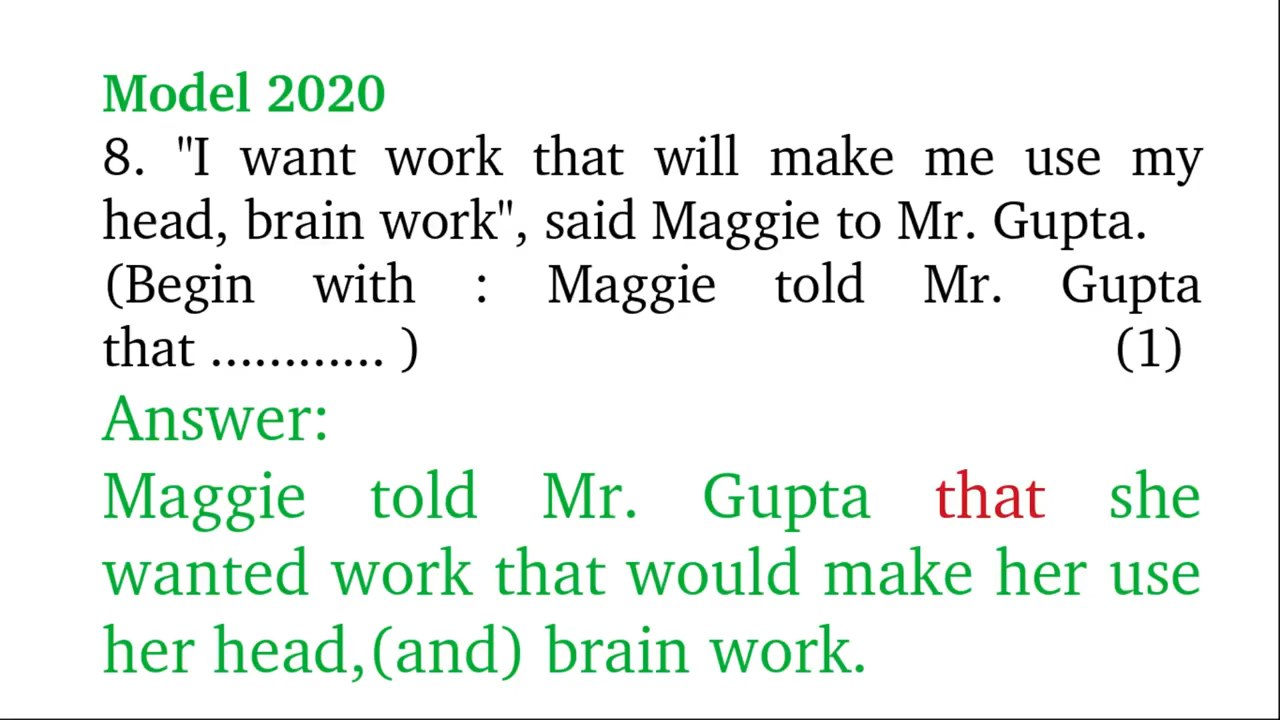 Model 2020
8. "I want work that will make me use my
head, brain work", said Maggie to Mr. Gupta.
(Begin with : Maggie told Mr. Gupta
that ............ ) (1)
Answer:
Maggie told Mr. Gupta that she
wanted work that would make her use
her head,(and) brain work.